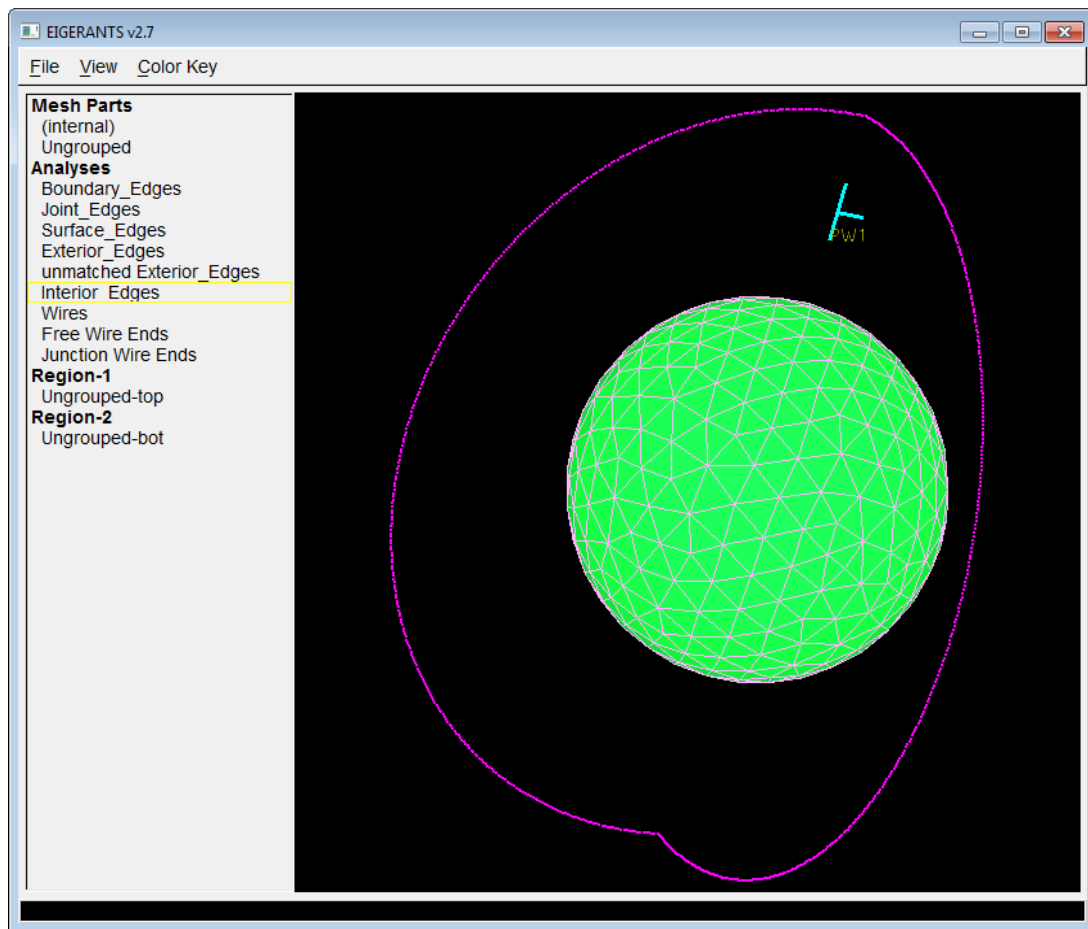 EIGERANTS v2.7
File View Color Key
Mesh Parts
(internal)
Ungrouped
Analyses
Boundary_Edges
Joint_Edges
Surface_Edges
Exterior_Edges
unmatched Exterior_Edges
Interior_Edges
Wires
Free Wire Ends
Junction Wire Ends
Region-1
Ungrouped-top
Region-2
Ungrouped-bot
PW1